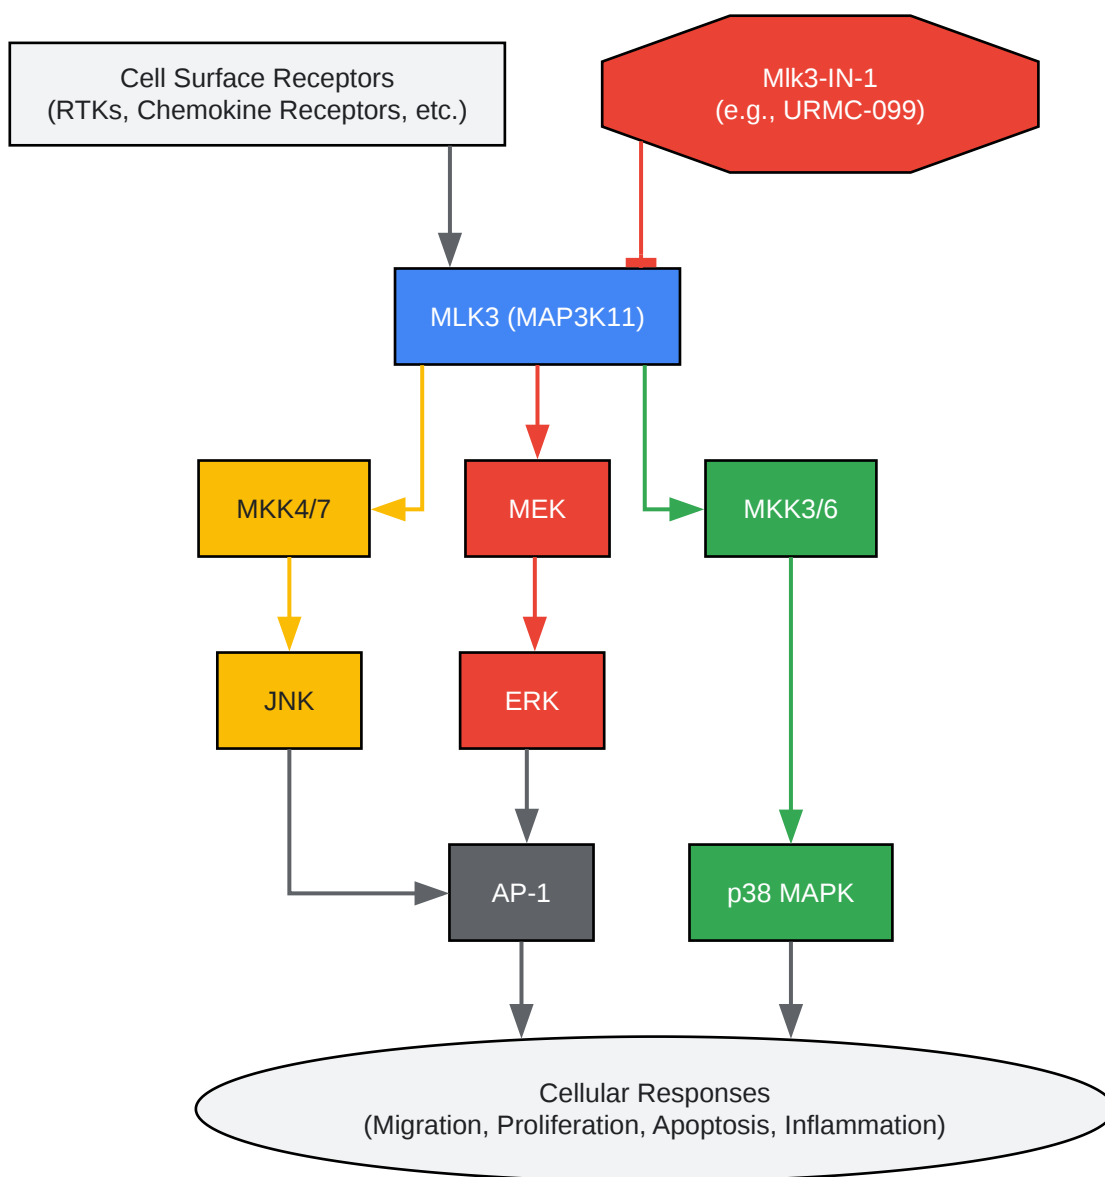 Cell Surface Receptors
(RTKs, Chemokine Receptors, etc.)
Mlk3-IN-1
(e.g., URMC-099)
MLK3 (MAP3K11)
MKK4/7
MEK
MKK3/6
JNK
ERK
AP-1
p38 MAPK
Cellular Responses
(Migration, Proliferation, Apoptosis, Inflammation)